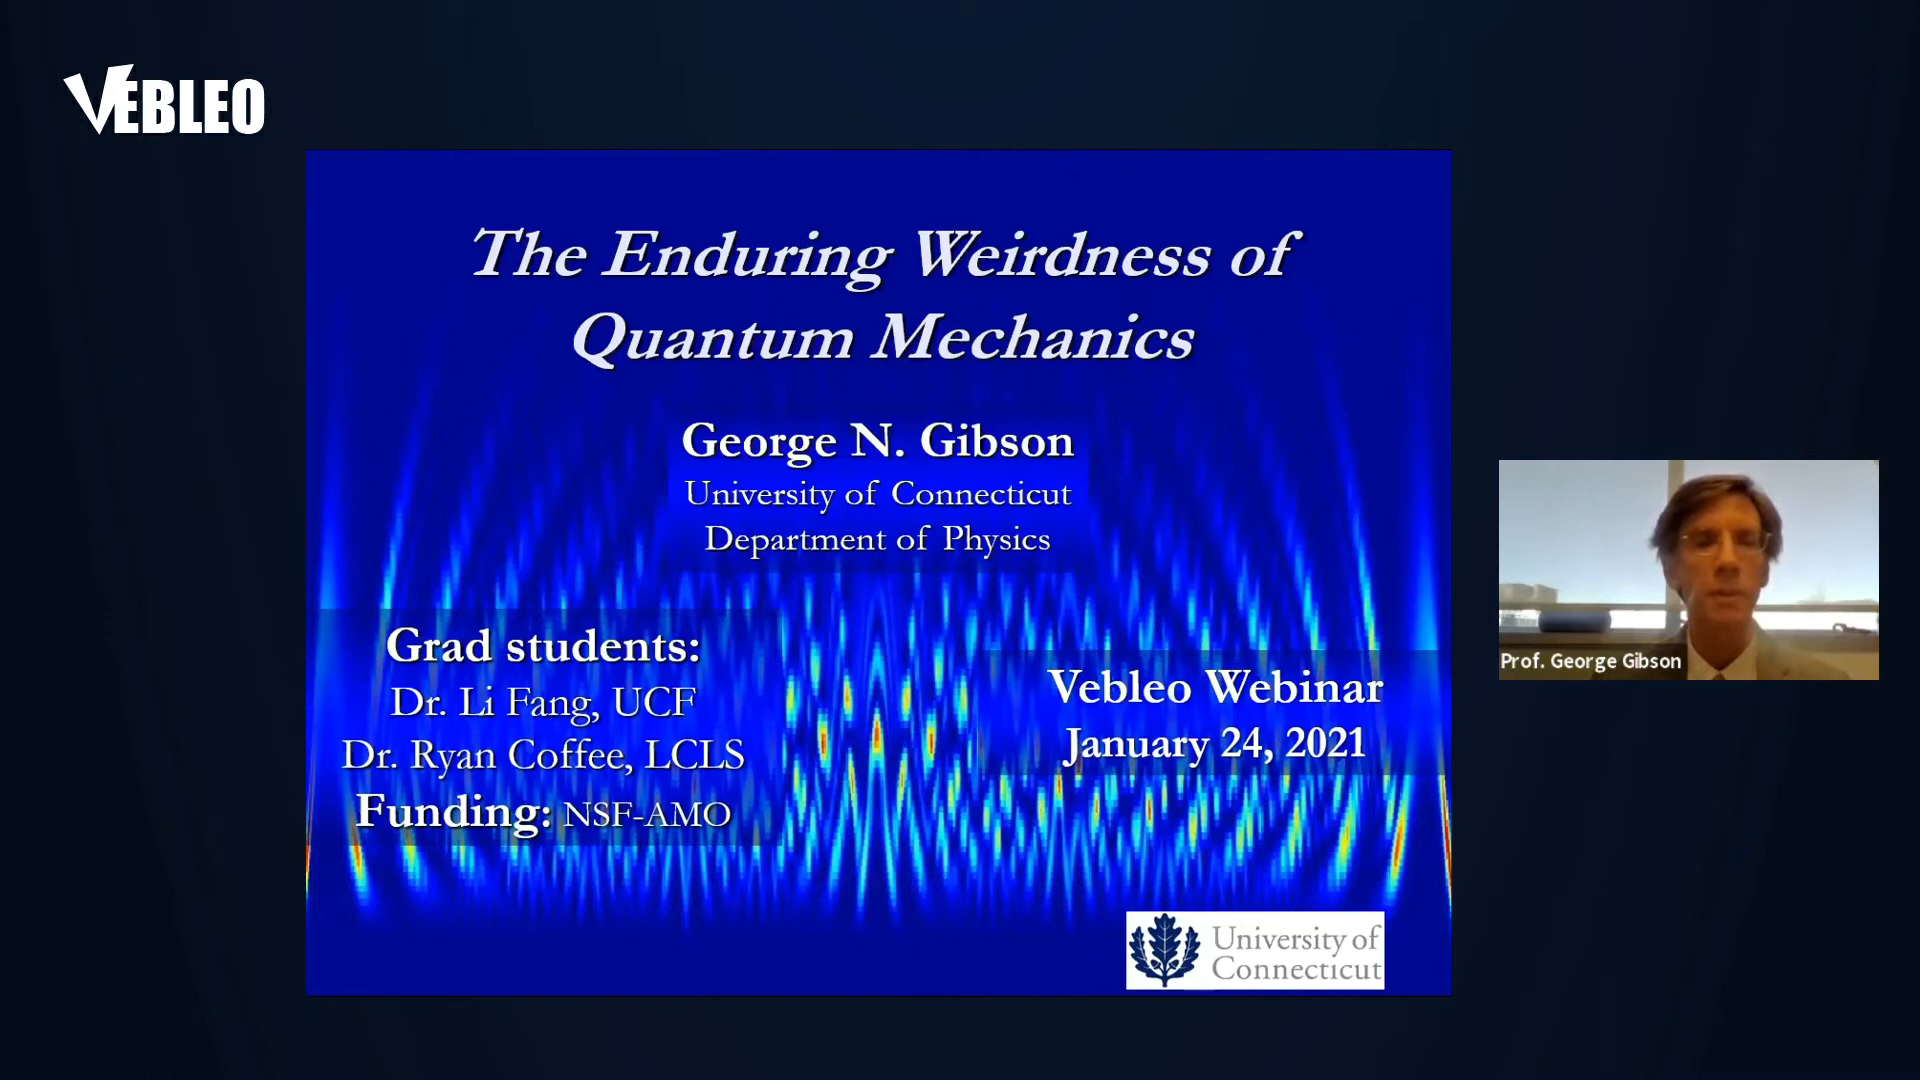 VEBLEO
The Enduring Weirdness of
Quantum Mechanics
George N. Gibson
University of Connecticut
Department of Physics
Grad students:
Dr. Li Fang, UCF
Dr. Ryan Coffee, LCLS
Funding: NSF-AMO
Vebleo Webinar
January 24, 2021
University of
Connecticut
Prof. George Gibson